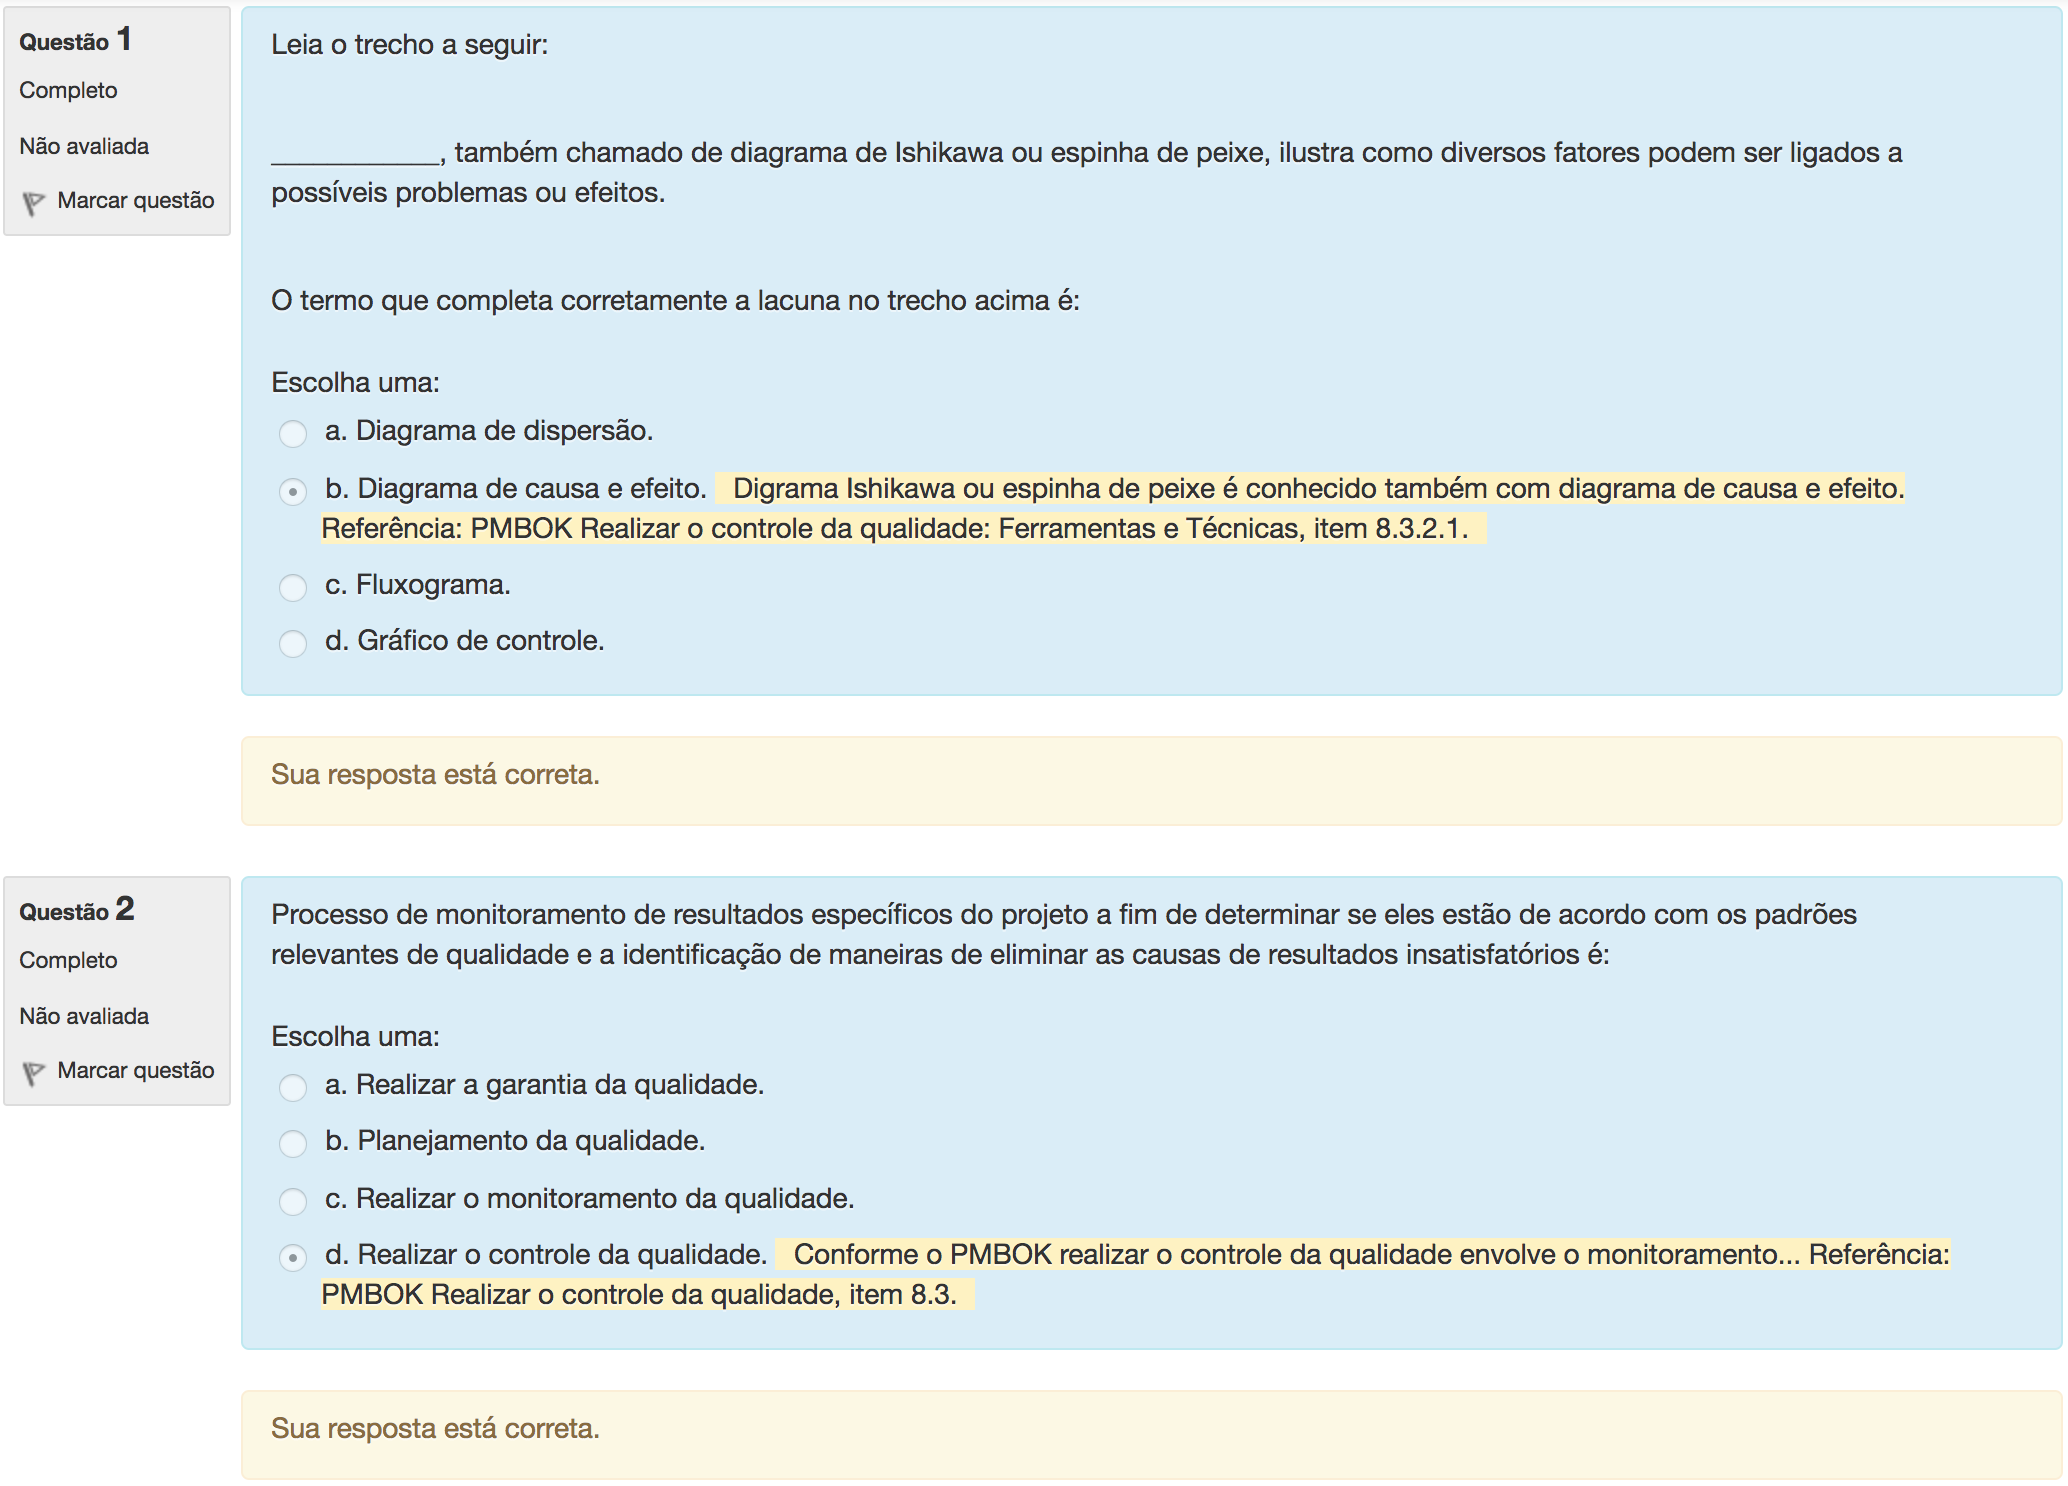 Questão 1
Completo
Não avaliada
Marcar questão
Leia o trecho a seguir:
____________, também chamado de diagrama de Ishikawa ou espinha de peixe, ilustra como diversos fatores podem ser ligados a
possíveis problemas ou efeitos.
O termo que completa corretamente a lacuna no trecho acima é:
Escolha uma:
a. Diagrama de dispersão.
b. Diagrama de causa e efeito. Digrama Ishikawa ou espinha de peixe é conhecido também com diagrama de causa e efeito.
Referência: PMBOK Realizar o controle da qualidade: Ferramentas e Técnicas, item 8.3.2.1.
c. Fluxograma.
d. Gráfico de controle.
Sua resposta está correta.
Questão 2
Completo
Não avaliada
Marcar questão
Processo de monitoramento de resultados específicos do projeto a fim de determinar se eles estão de acordo com os padrões
relevantes de qualidade e a identificação de maneiras de eliminar as causas de resultados insatisfatórios é:
Escolha uma:
a. Realizar a garantia da qualidade.
b. Planejamento da qualidade.
c. Realizar o monitoramento da qualidade.
d. Realizar o controle da qualidade. Conforme o PMBOK realizar o controle da qualidade envolve o monitoramento... Referência:
PMBOK Realizar o controle da qualidade, item 8.3.
Sua resposta está correta.